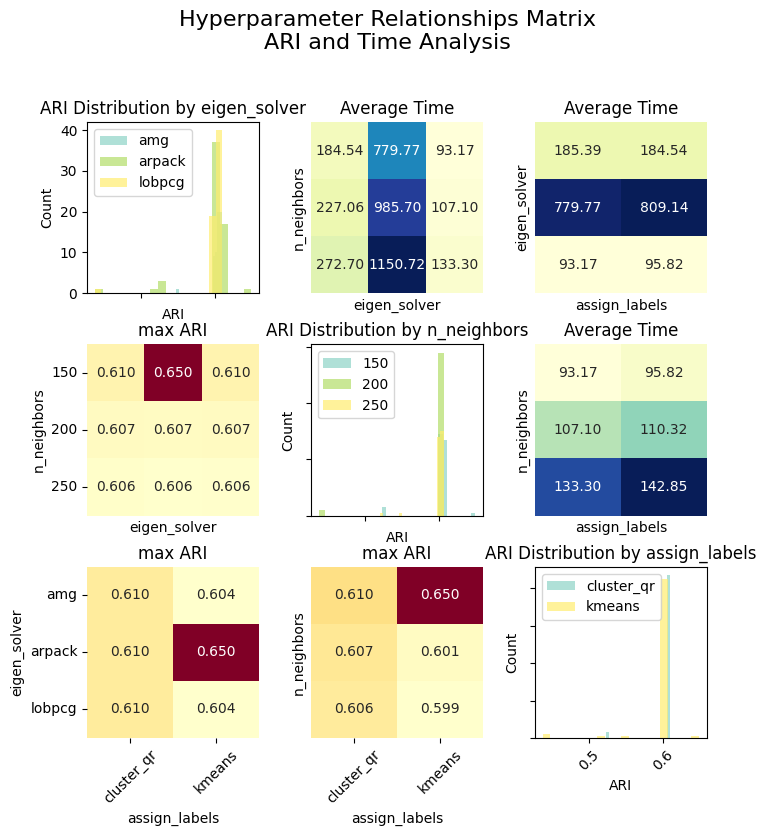 Hyperparameter Relationships Matrix
ARI and Time Analysis
ARI Distribution by eigen_solver
Average Time
Average Time
40
30
20
10
0
Count
amg
arpack
lobpcg
ARI
n_neighbors
184.54 779.77 93.17
227.06 985.70 107.10
272.70 1150.72 133.30
eigen_solver
eigen_solver
185.39 184.54
779.77 809.14
93.17 95.82
assign_labels
max ARI
ARI Distribution by n_neighbors
Average Time
n_neighbors
150 0.610 0.650 0.610
200 0.607 0.607 0.607
250 0.606 0.606 0.606
eigen_solver
Count
150
200
250
ARI
n_neighbors
93.17 95.82
107.10 110.32
133.30 142.85
assign_labels
max ARI
max ARI
ARI Distribution by assign_labels
eigen_solver
amg 0.610 0.604
arpack 0.610 0.650
lobpcg 0.610 0.604
cluster_qr kmeans
assign_labels
n_neighbors
0.610 0.650
0.607 0.601
0.606 0.599
cluster_qr kmeans
assign_labels
Count
cluster_qr
kmeans
0.5 0.6
ARI